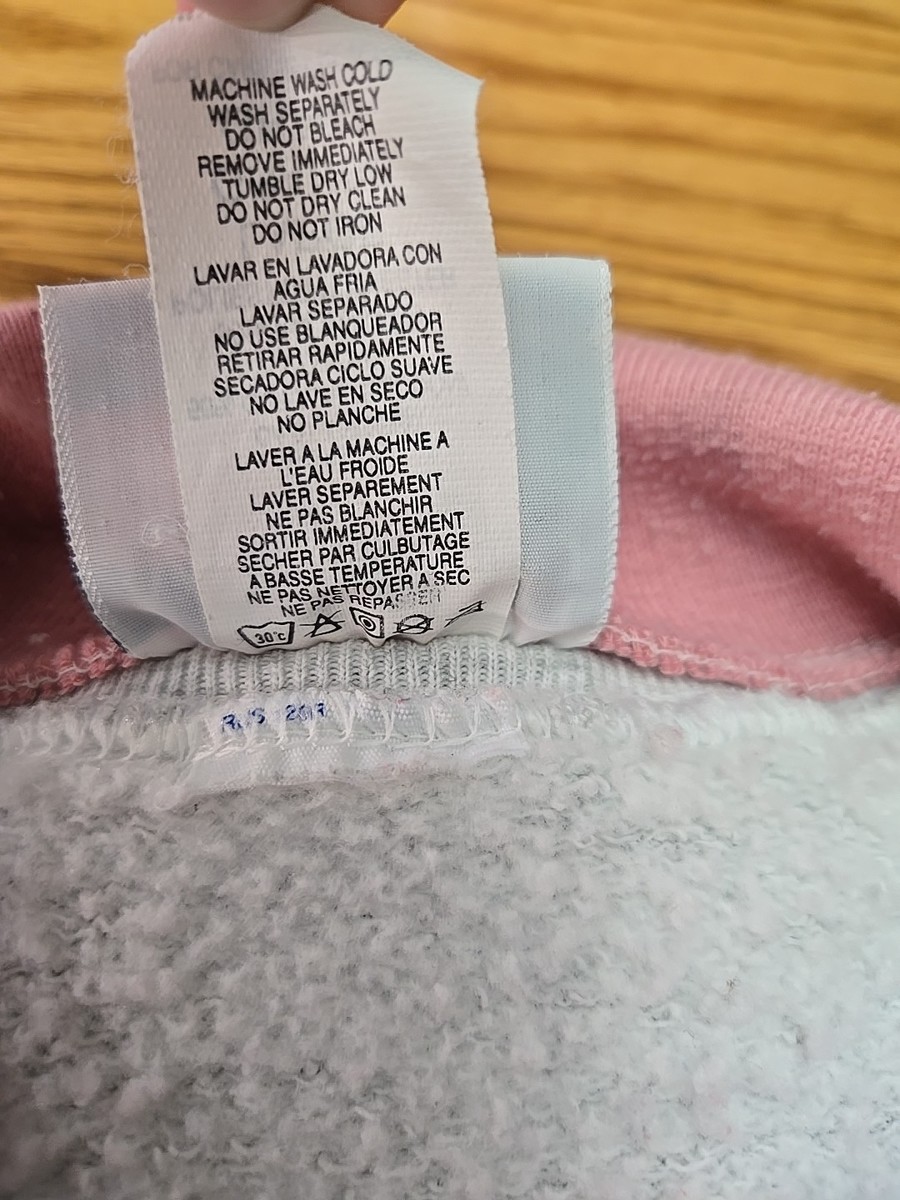 MACHINE WASH COLD
WASH SEPARATELY
DO NOT BLEACH
REMOVE IMMEDIATELY
TUMBLE DRY LOW
DO NOT DRY CLEAN
DO NOT IRON
LAVAR EN LAVADORA CON
AGUA FRIA
LAVAR SEPARADO
NO USE BLANQUEADOR
RETIRAR RAPIDAMENTE
SECADORA CICLO SUAVE
NO LAVE EN SECO
NO PLANCHE
LAVER A LA MACHINE A
L'EAU FROIDE
LAVER SEPAREMENT
NE PAS BLANCHIR
SORTIR IMMEDIATEMENT
SECHER PAR CULBUTAGE
A BASSE TEMPERATURE
NE PAS NETTOYER A SEC
NE PAS REPASSER
30°C